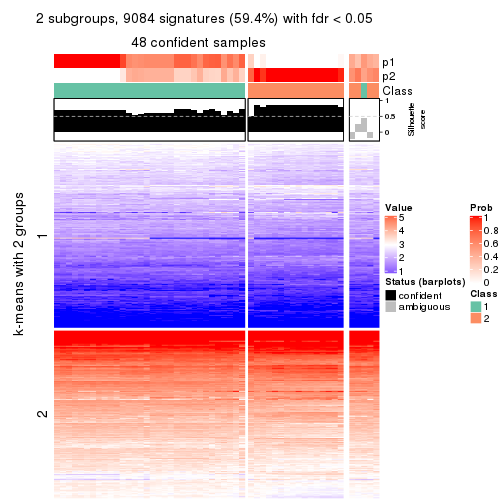 2 subgroups, 9084 signatures (59.4%) with fdr < 0.05
48 confident samples
p1
p2
Class
1
0.5
0
Silhouette
score
k-means with 2 groups
1
2
Value
5
4
3
2
1
Status (barplots)
confident
ambiguous
Prob
1
0.8
0.6
0.4
0.2
0
Class
1
2